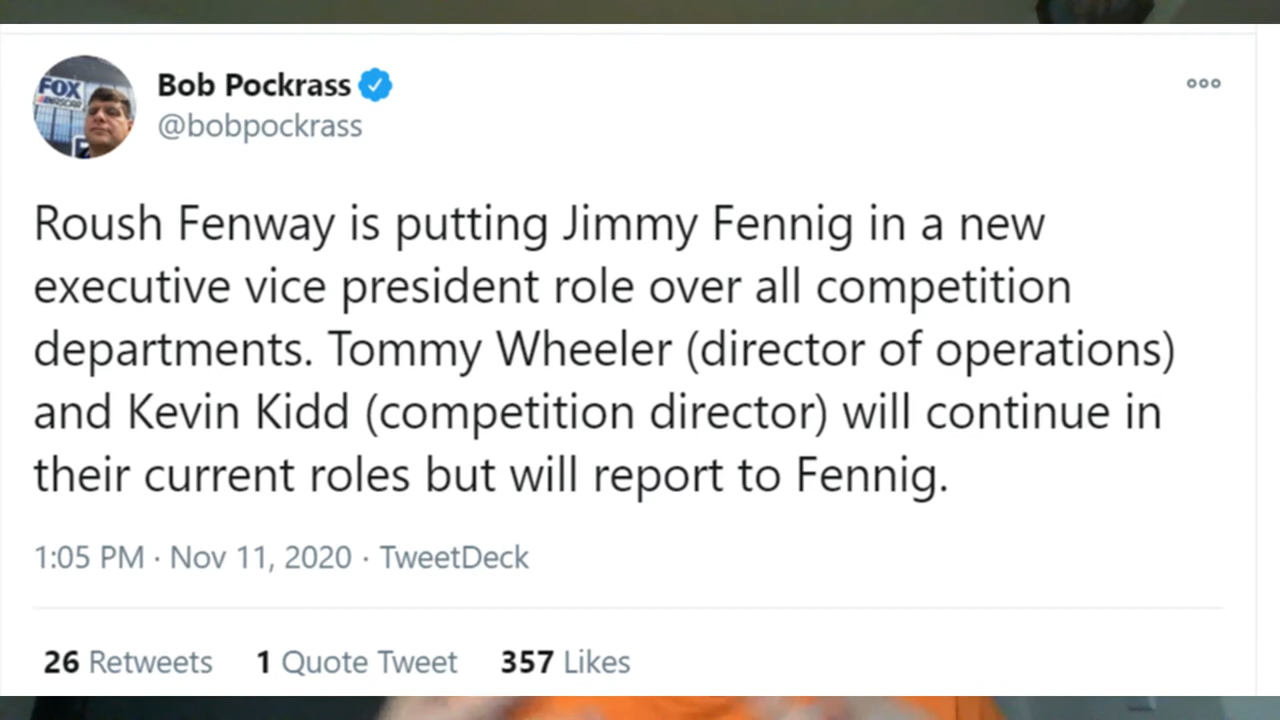 FOX
NASCAR
Bob Pockrass
@bobpockrass
Roush Fenway is putting Jimmy Fennig in a new
executive vice president role over all competition
departments. Tommy Wheeler (director of operations)
and Kevin Kidd (competition director) will continue in
their current roles but will report to Fennig.
1:05 PM · Nov 11, 2020 · TweetDeck
26 Retweets 1 Quote Tweet 357 Likes